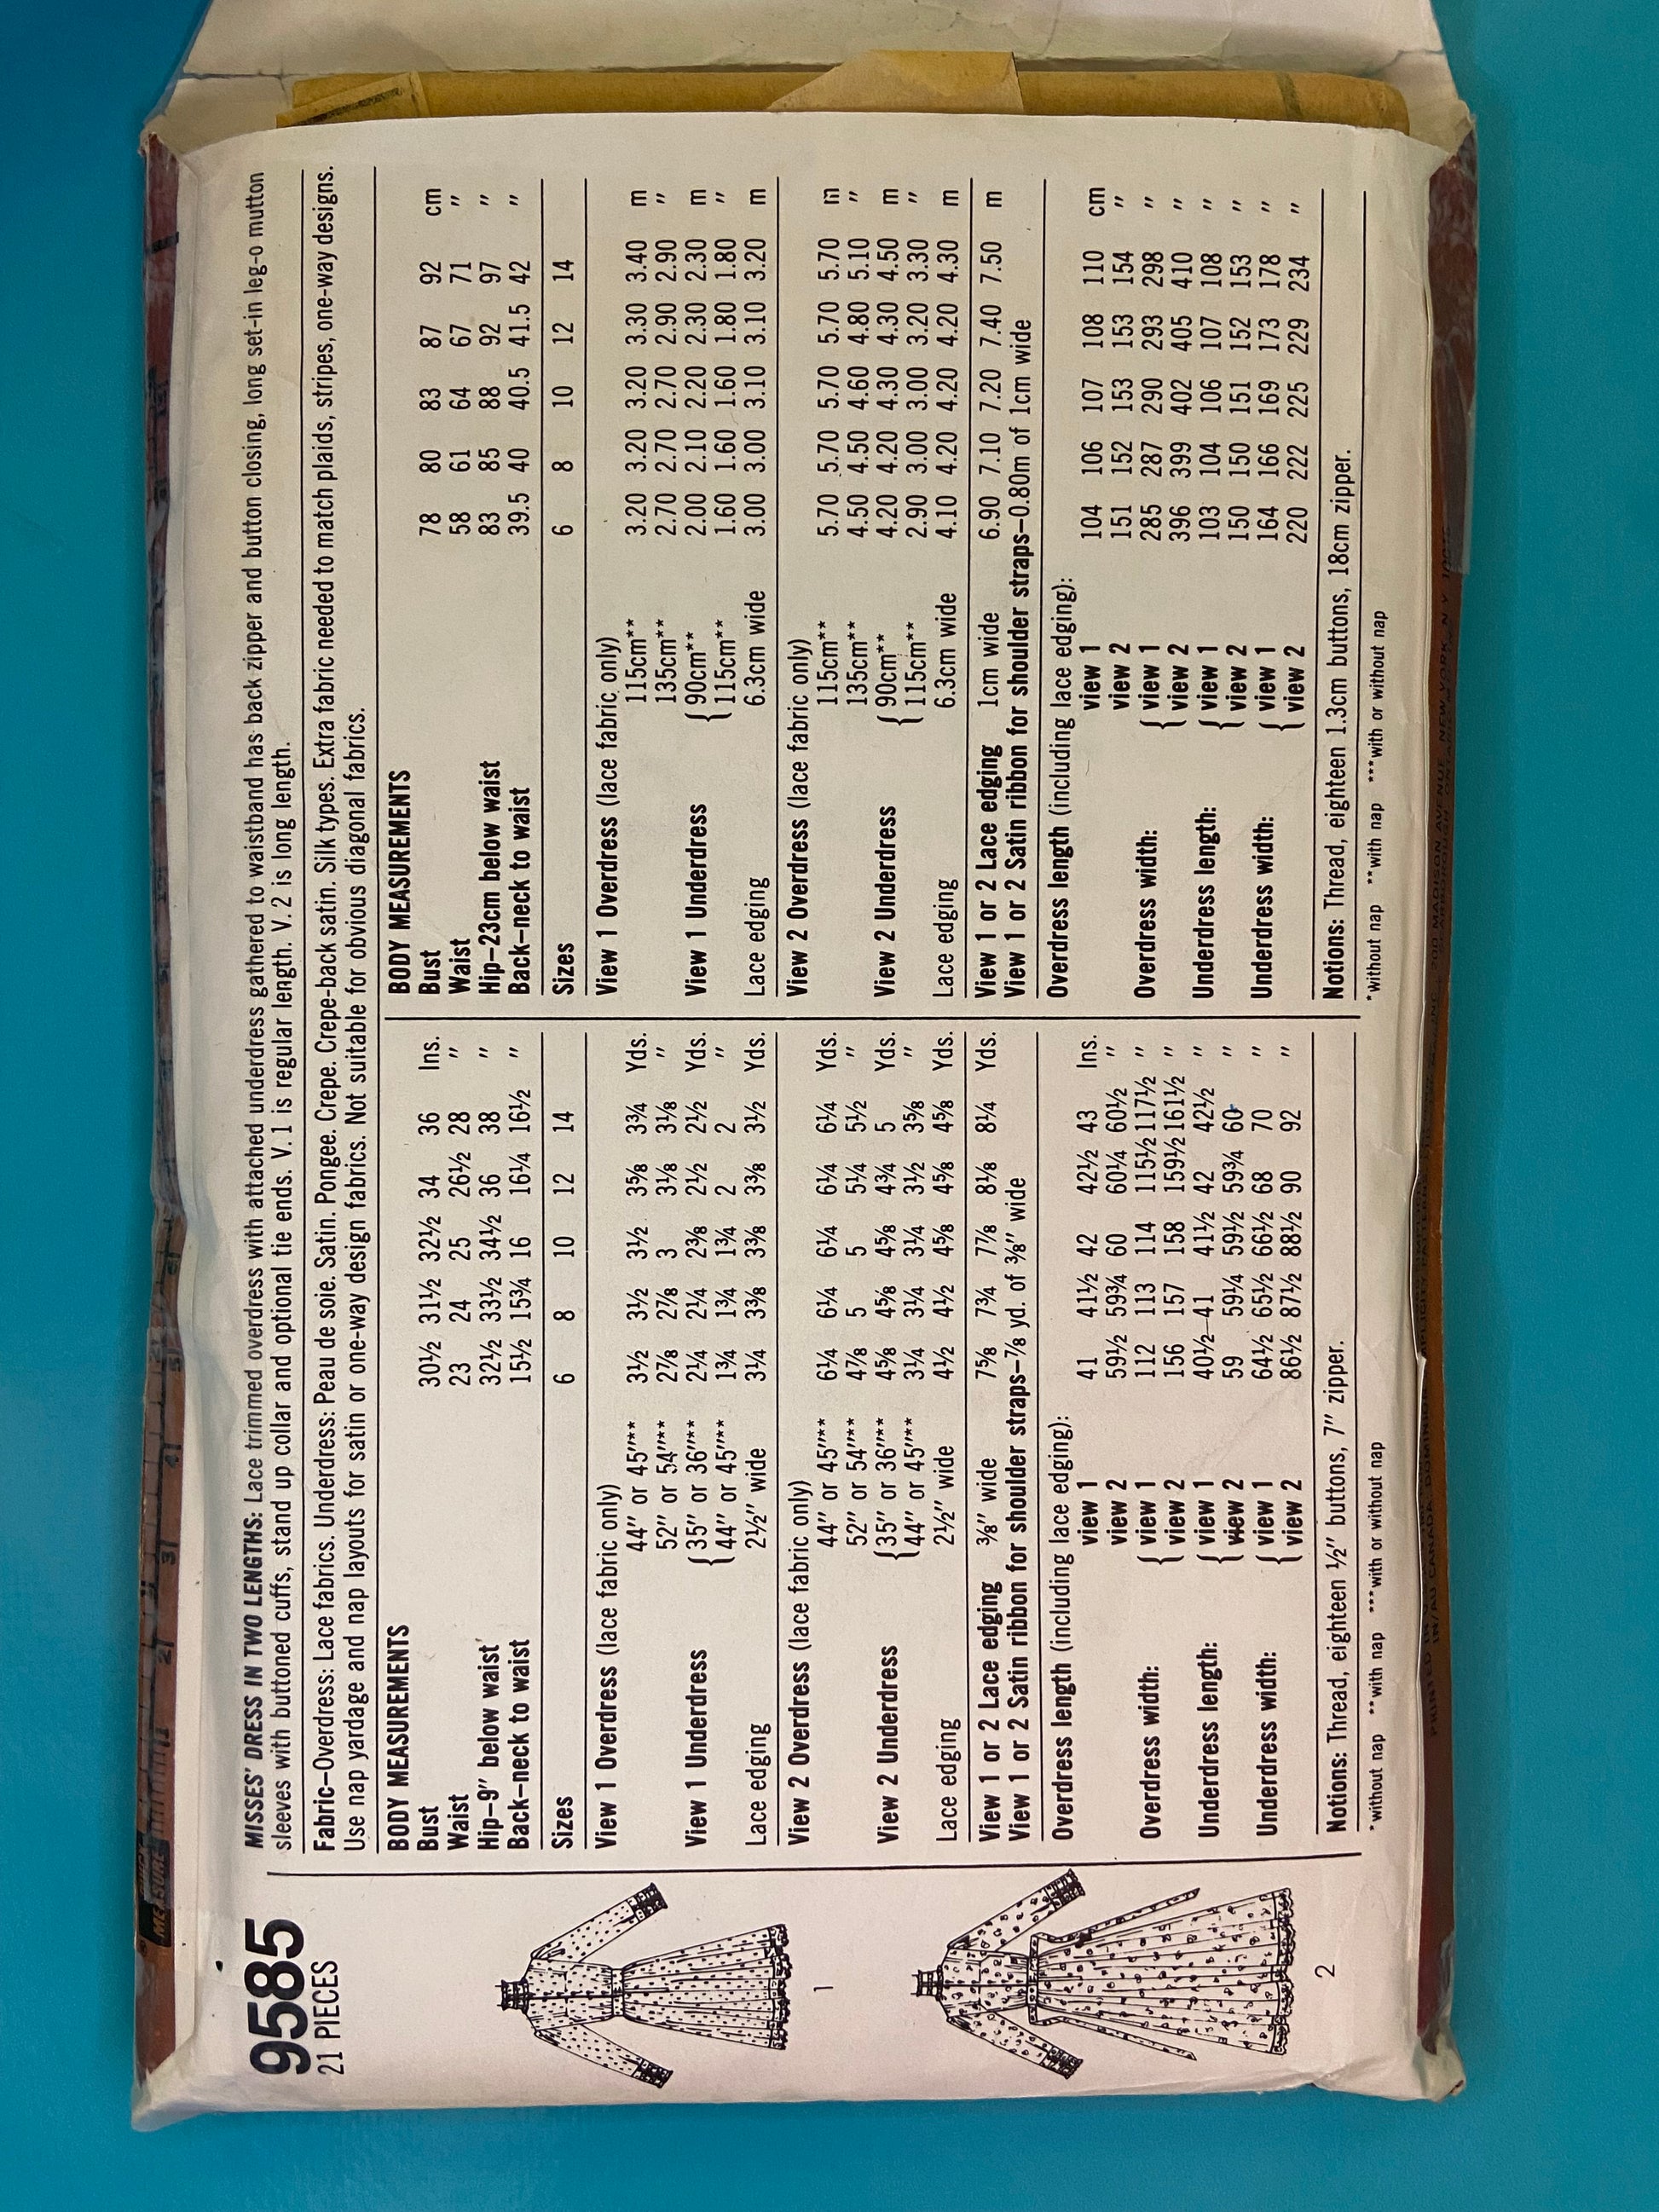 9585
21 PIECES
MISSES' DRESS IN TWO LENGTHS: Lace trimmed overdress with attached underdress gathered to waistband has back zipper and button closing, long set-in leg-o mutton
sleeves with buttoned cuffs, stand up collar and optional tie ends. V. 1 is regular length. V. 2 is long length.
Fabric–Overdress: Lace fabrics. Underdress: Peau de soie. Satin. Pongee. Crepe. Crepe-back satin. Silk types. Extra fabric needed to match plaids, stripes, one-way designs.
Use nap yardage and nap layouts for satin or one-way design fabrics. Not suitable for obvious diagonal fabrics.
BODY MEASUREMENTS
Bust 30½ 31½ 32½ 34 36 Ins.
Waist 23 24 25 26½ 28 "
Hip–9" below waist 32½ 33½ 34½ 36 38 "
Back–neck to waist 15½ 15¾ 16 16¼ 16½ "
Sizes 6 8 10 12 14
View 1 Overdress (lace fabric only)
44" or 45"** 3½ 3½ 3½ 3⅝ 3¾ Yds.
52" or 54"** 2⅞ 2⅞ 3 3⅛ 3⅛ "
View 1 Underdress { 35" or 36"** 2¼ 2¼ 2⅜ 2½ 2½ Yds.
44" or 45"** 1¾ 1¾ 1¾ 2 2 "
Lace edging 2½" wide 3¼ 3⅜ 3⅜ 3⅜ 3½ Yds.
View 2 Overdress (lace fabric only)
44" or 45"** 6¼ 6¼ 6¼ 6¼ 6¼ Yds.
52" or 54"** 4⅞ 5 5 5¼ 5½ "
View 2 Underdress { 35" or 36"** 4⅝ 4⅝ 4⅝ 4¾ 5 Yds.
44" or 45"** 3¼ 3¼ 3¼ 3½ 3⅝ "
Lace edging 2½" wide 4½ 4½ 4⅝ 4⅝ 4⅝ Yds.
View 1 or 2 Lace edging ⅜" wide 7⅝ 7¾ 7⅞ 8⅛ 8¼ Yds.
View 1 or 2 Satin ribbon for shoulder straps–⅞ yd. of ⅜" wide
Overdress length (including lace edging):
view 1 41 41½ 42 42½ 43 Ins.
view 2 59½ 59¾ 60 60¼ 60½ "
Overdress width: { view 1 112 113 114 115½ 117½ "
view 2 156 157 158 159½ 161½ "
Underdress length: { view 1 40½ 41 41½ 42 42½ "
view 2 59 59¼ 59½ 59¾ 60 "
Underdress width: { view 1 64½ 65½ 66½ 68 70 "
view 2 86½ 87½ 88½ 90 92 "
Notions: Thread, eighteen ½" buttons, 7" zipper.
*without nap **with nap ***with or without nap
BODY MEASUREMENTS
Bust 78 80 83 87 92 cm
Waist 58 61 64 67 71 "
Hip–23cm below waist 83 85 88 92 97 "
Back–neck to waist 39.5 40 40.5 41.5 42 "
Sizes 6 8 10 12 14
View 1 Overdress (lace fabric only)
115cm** 3.20 3.20 3.20 3.30 3.40 m
135cm** 2.70 2.70 2.70 2.90 2.90 "
View 1 Underdress { 90cm** 2.00 2.10 2.20 2.30 2.30 m
115cm** 1.60 1.60 1.60 1.80 1.80 "
Lace edging 6.3cm wide 3.00 3.00 3.10 3.10 3.20 m
View 2 Overdress (lace fabric only)
115cm** 5.70 5.70 5.70 5.70 5.70 m
135cm** 4.50 4.50 4.60 4.80 5.10 "
View 2 Underdress { 90cm** 4.20 4.20 4.30 4.30 4.50 m
115cm** 2.90 3.00 3.00 3.20 3.30 "
Lace edging 6.3cm wide 4.10 4.20 4.20 4.20 4.30 m
View 1 or 2 Lace edging 1cm wide 6.90 7.10 7.20 7.40 7.50 m
View 1 or 2 Satin ribbon for shoulder straps–0.80m of 1cm wide
Overdress length (including lace edging):
view 1 104 106 107 108 110 cm
view 2 151 152 153 153 154 "
Overdress width: { view 1 285 287 290 293 298 "
view 2 396 399 402 405 410 "
Underdress length: { view 1 103 104 106 107 108 "
view 2 150 150 151 152 153 "
Underdress width: { view 1 164 166 169 173 178 "
view 2 220 222 225 229 234 "
Notions: Thread, eighteen 1.3cm buttons, 18cm zipper.
*without nap **with nap ***with or without nap
1
2
MEASURE